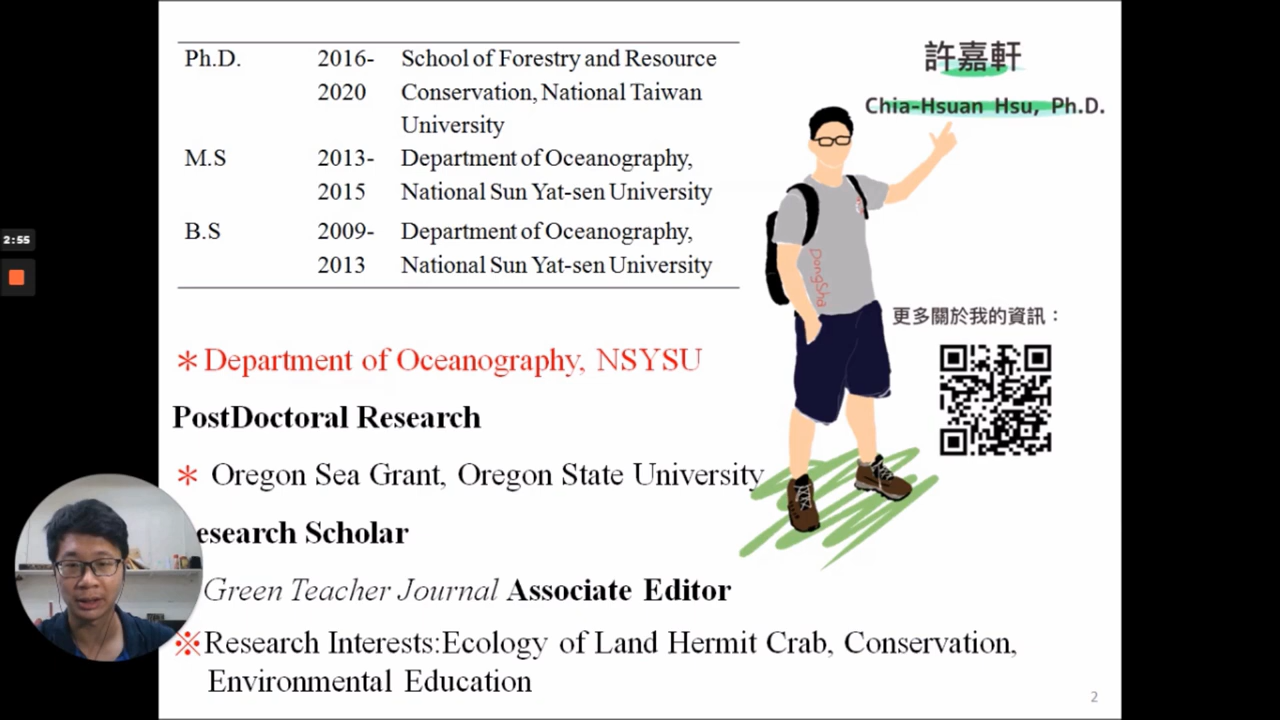 Ph.D. 2016- School of Forestry and Resource
2020 Conservation, National Taiwan
University
M.S 2013- Department of Oceanography,
2015 National Sun Yat-sen University
B.S 2009- Department of Oceanography,
2013 National Sun Yat-sen University
許嘉軒
Chia-Hsuan Hsu, Ph.D.
DongSha
更多關於我的資訊：
2:55
＊Department of Oceanography, NSYSU
PostDoctoral Research
＊ Oregon Sea Grant, Oregon State University
esearch Scholar
Green Teacher Journal Associate Editor
※Research Interests:Ecology of Land Hermit Crab, Conservation,
Environmental Education
2